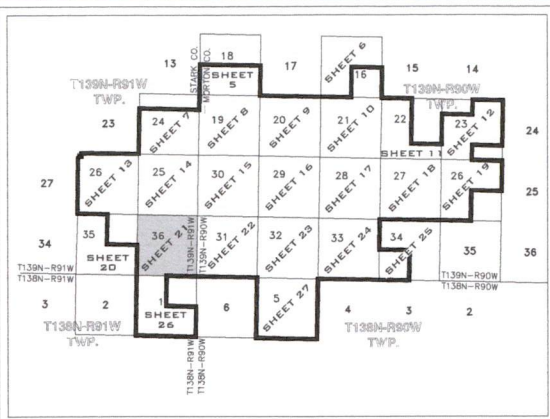 SHEET 6
13
STARK CO.
MORTON CO.
18
SHEET 5
17
16
15
14
T139N-R91W TWP.
T139N-R90W TWP.
23
24 SHEET 7
19 SHEET 8
20 SHEET 9
21 SHEET 10
22
SHEET 11
23 SHEET 12
24
27
26 SHEET 13
25 SHEET 14
30 SHEET 15
29 SHEET 16
28 SHEET 17
27 SHEET 18
26 SHEET 19
25
34
35
SHEET 20
36 SHEET 21
T139N-R91W
T139N-R90W
31 SHEET 22
32 SHEET 23
33 SHEET 24
34 SHEET 25
35
36
T139N-R91W
T138N-R91W
T139N-R90W
T138N-R90W
3
2
1
SHEET 26
6
5 SHEET 27
4
3
2
T138N-R91W TWP.
T138N-R90W TWP.
T138N-R91W
T138N-R90W